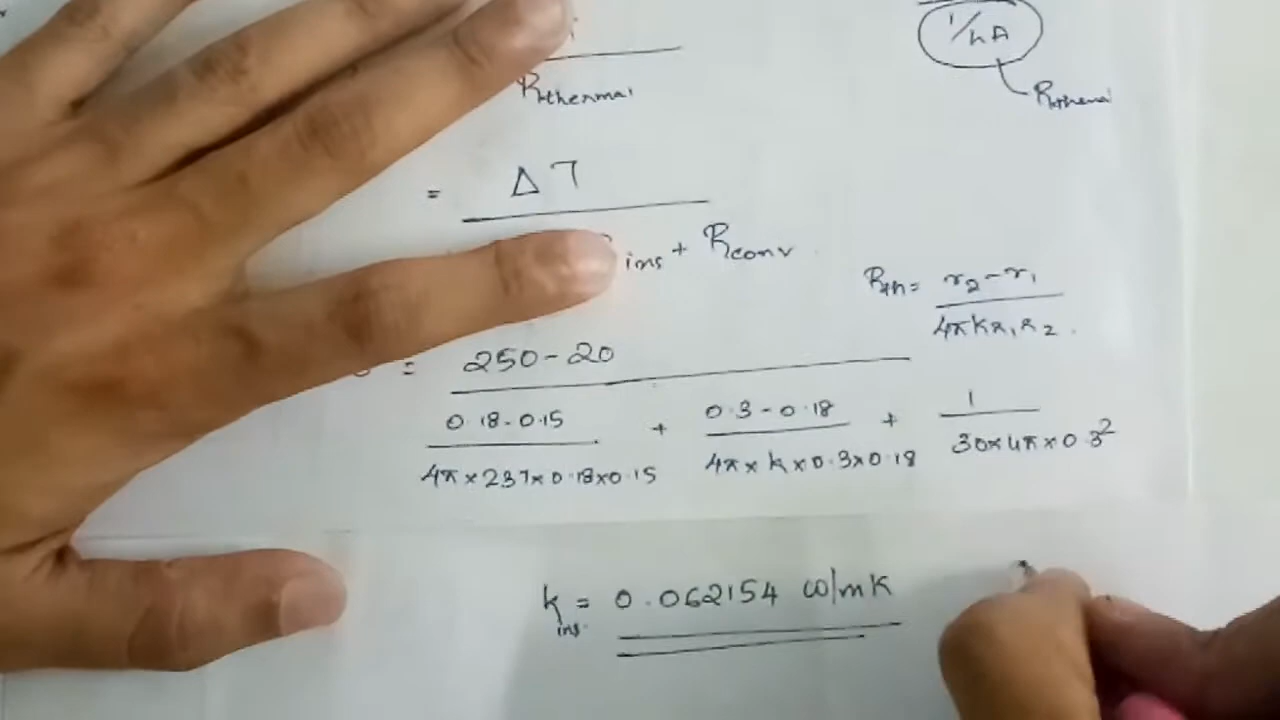 1/hA
Rthermal
Rthermal
= ΔT
ins + Rconv
Rth = r2 - r1
4πkr1r2
= 250 - 20
0.18 - 0.15 + 0.3 - 0.18 + 1
4π × 237 × 0.18 × 0.15 4π × k × 0.3 × 0.18 30 × 4π × 0.3²
kins. = 0.062154 W/mK